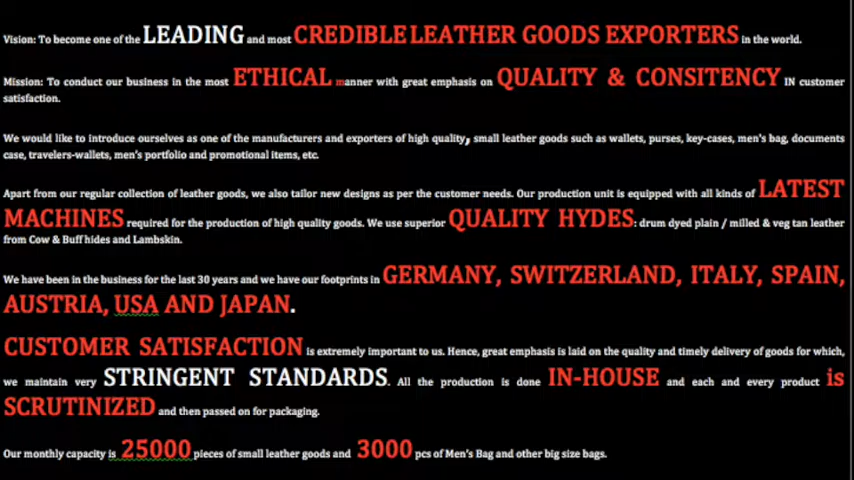 Vision: To become one of the LEADING and most CREDIBLE LEATHER GOODS EXPORTERS in the world.
Mission: To conduct our business in the most ETHICAL manner with great emphasis on QUALITY & CONSITENCY IN customer
satisfaction.
We would like to introduce ourselves as one of the manufacturers and exporters of high quality, small leather goods such as wallets, purses, key-cases, men's bag, documents
case, travelers-wallets, men's portfolio and promotional items, etc.
Apart from our regular collection of leather goods, we also tailor new designs as per the customer needs. Our production unit is equipped with all kinds of LATEST
MACHINES required for the production of high quality goods. We use superior QUALITY HYDES: drum dyed plain / milled & veg tan leather
from Cow & Buff hides and Lambskin.
We have been in the business for the last 30 years and we have our footprints in GERMANY, SWITZERLAND, ITALY, SPAIN,
AUSTRIA, USA AND JAPAN.
CUSTOMER SATISFACTION is extremely important to us. Hence, great emphasis is laid on the quality and timely delivery of goods for which,
we maintain very STRINGENT STANDARDS. All the production is done IN-HOUSE and each and every product is
SCRUTINIZED and then passed on for packaging.
Our monthly capacity is 25000 pieces of small leather goods and 3000 pcs of Men's Bag and other big size bags.